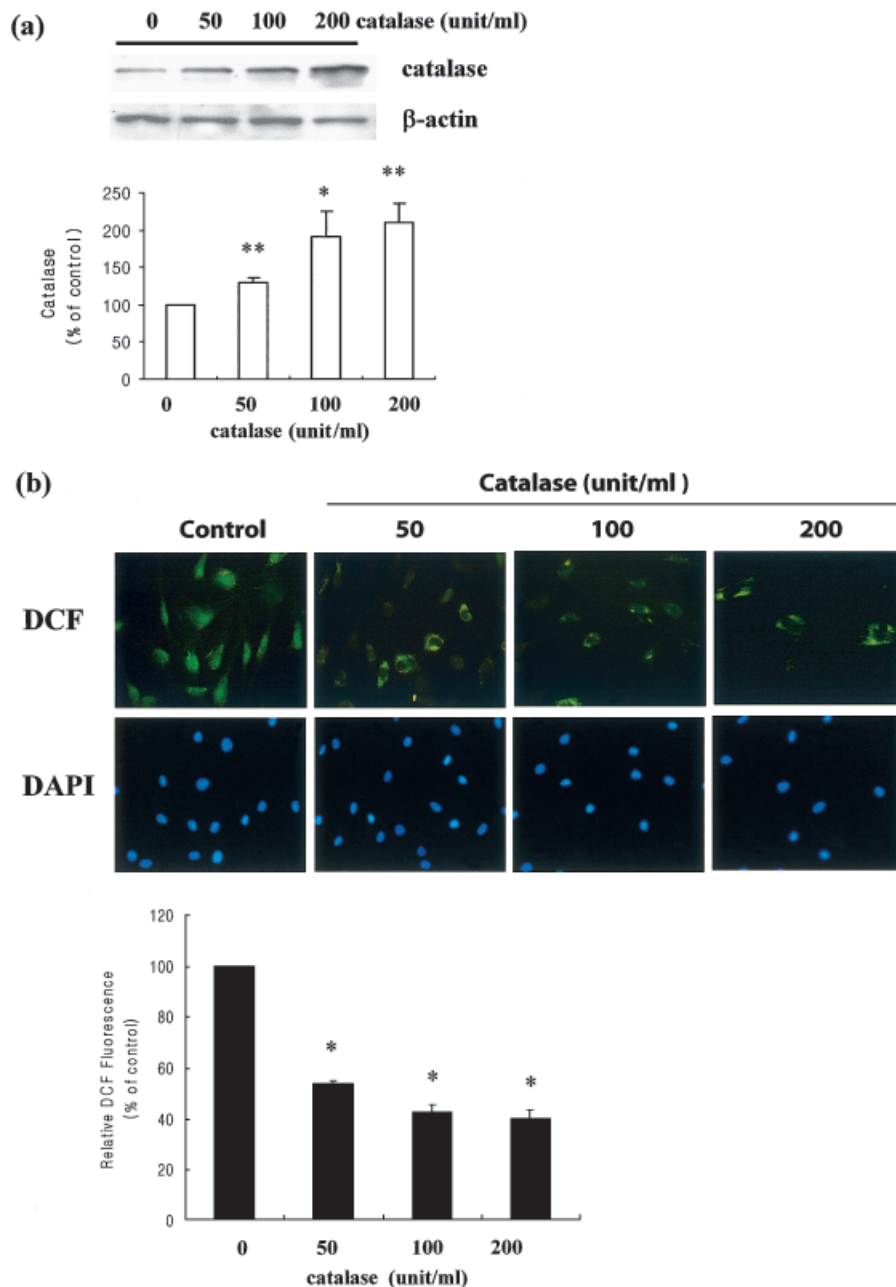 (a)
0 50 100 200 catalase (unit/ml)
catalase
β-actin
Catalase
(% of control)
250
200
150
100
50
0
** * **
0 50 100 200
catalase (unit/ml)
(b)
Catalase (unit/ml )
Control 50 100 200
DCF
DAPI
Relative DCF Fluorescence
(% of control)
120
100
80
60
40
20
0
* * *
0 50 100 200
catalase (unit/ml)